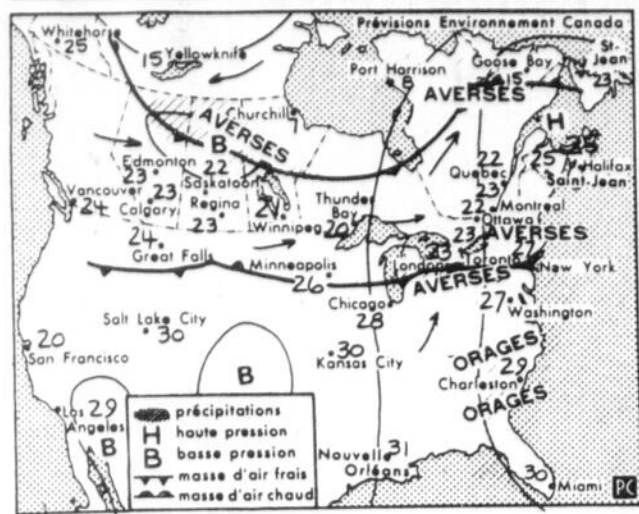 Prévisions Environnement Canada
Whitehorse
25
15
Yellowknife
Port Harrison
8
Goose Bay
15
St-
Jean
23
AVERSES
AVERSES
Churchill
AVERSES
B
H
Edmonton
23
22
Saskatoon
Vancouver
24
Calgary
23
Regina
23
Winnipeg
Thunder
Bay
20
22
Québec
23
25
Halifax
Saint-Jean
22
Montreal
Ottawa
24
Great Falls
London
23
23
Toronto
AVERSES
AVERSES
New York
Minneapolis
26
Chicago
28
27
Washington
Salt Lake City
30
20
San Francisco
B
30
Kansas City
ORAGES
29
Charleston
ORAGES
Los
Angeles
29
B
précipitations
H haute pression
B basse pression
masse d'air frais
masse d'air chaud
Nouvelle
Orléans
31
30
Miami
PC